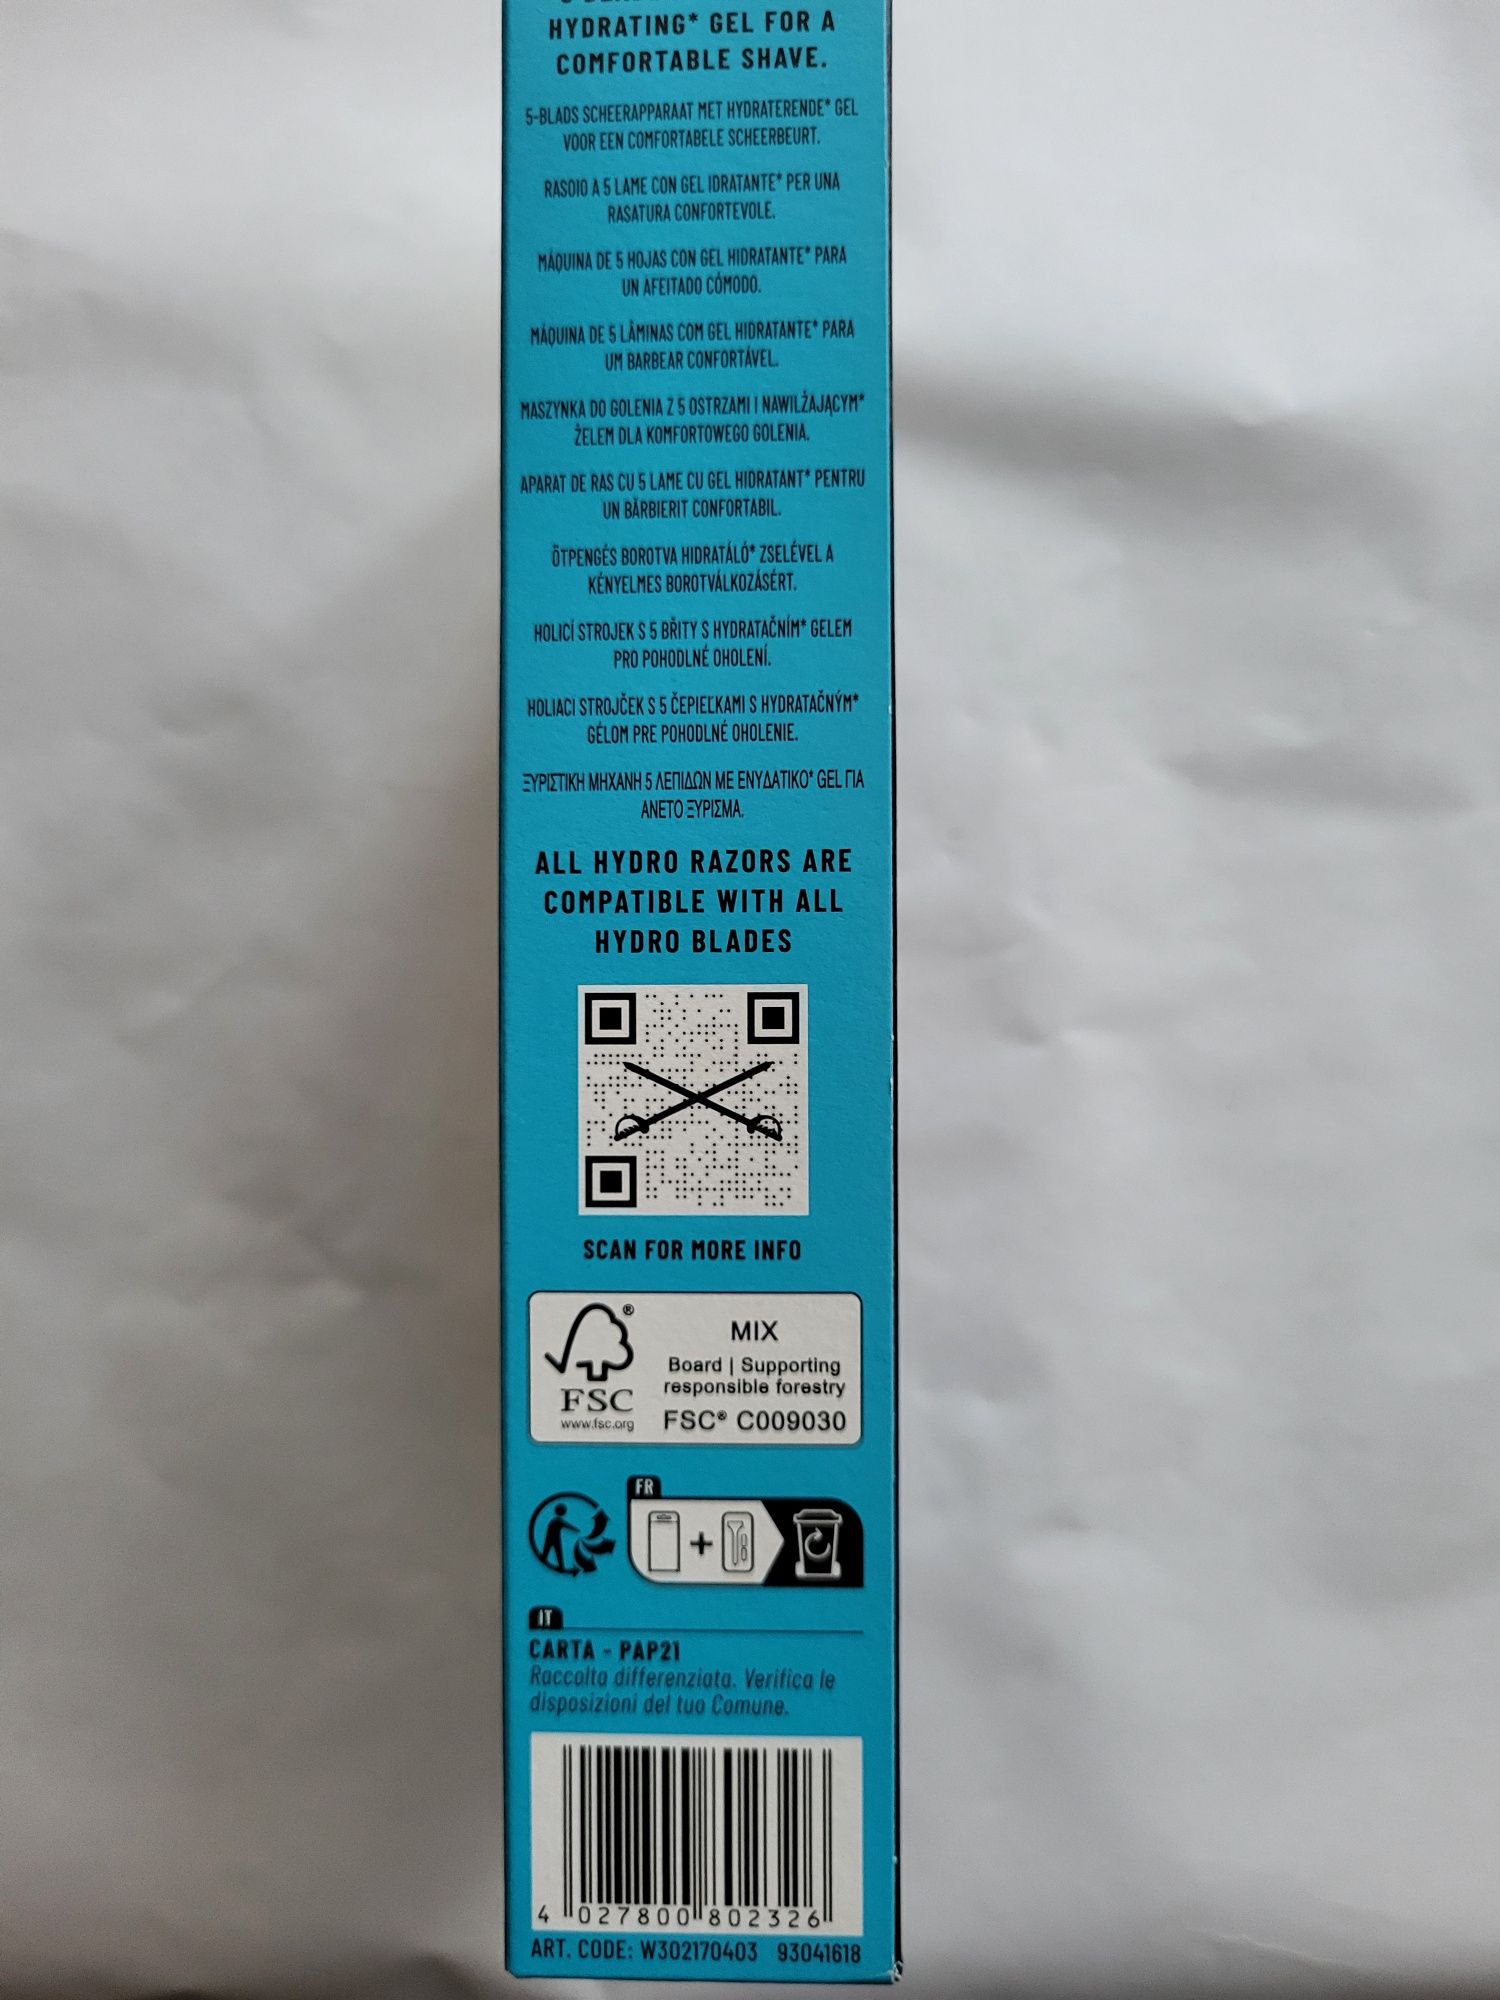 HYDRATING* GEL FOR A
COMFORTABLE SHAVE.
5-BLADS SCHEERAPPARAAT MET HYDRATERENDE* GEL
VOOR EEN COMFORTABELE SCHEERBEURT.
RASOIO A 5 LAME CON GEL IDRATANTE* PER UNA
RASATURA CONFORTEVOLE.
MÁQUINA DE 5 HOJAS CON GEL HIDRATANTE* PARA
UN AFEITADO CÓMODO.
MÁQUINA DE 5 LÂMINAS COM GEL HIDRATANTE* PARA
UM BARBEAR CONFORTÁVEL.
MASZYNKA DO GOLENIA Z 5 OSTRZAMI I NAWILŻAJĄCYM*
ŻELEM DLA KOMFORTOWEGO GOLENIA.
APARAT DE RAS CU 5 LAME CU GEL HIDRATANT* PENTRU
UN BĂRBIERIT CONFORTABIL.
ÖTPENGÉS BOROTVA HIDRATÁLÓ* ZSELÉVEL A
KÉNYELMES BOROTVÁLKOZÁSÉRT.
HOLICÍ STROJEK S 5 BŘITY S HYDRATAČNÍM* GELEM
PRO POHODLNÉ OHOLENÍ.
HOLIACI STROJČEK S 5 ČEPIEĽKAMI S HYDRATAČNÝM*
GÉLOM PRE POHODLNÉ OHOLENIE.
ΞΥΡΙΣΤΙΚΗ ΜΗΧΑΝΗ 5 ΛΕΠΙΔΩΝ ΜΕ ΕΝΥΔΑΤΙΚΟ* GEL ΓΙΑ
ΑΝΕΤΟ ΞΥΡΙΣΜΑ.
ALL HYDRO RAZORS ARE
COMPATIBLE WITH ALL
HYDRO BLADES
SCAN FOR MORE INFO
®
FSC
www.fsc.org
MIX
Board | Supporting
responsible forestry
FSC® C009030
FR
+
IT
CARTA - PAP21
Raccolta differenziata. Verifica le
disposizioni del tuo Comune.
4 027800 802326
ART. CODE: W302170403 93041618